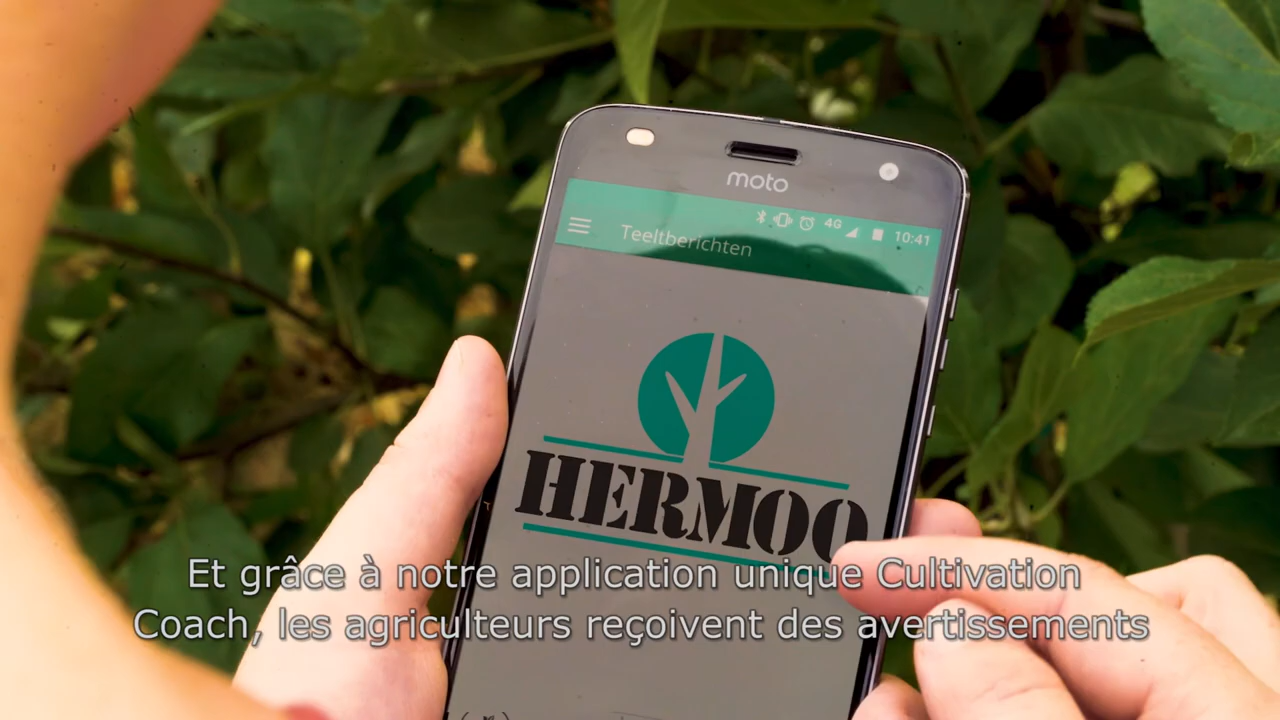 moto
4G 10:41
Teeltberichten
HERMOO
Et grâce à notre application unique Cultivation
Coach, les agriculteurs reçoivent des avertissements